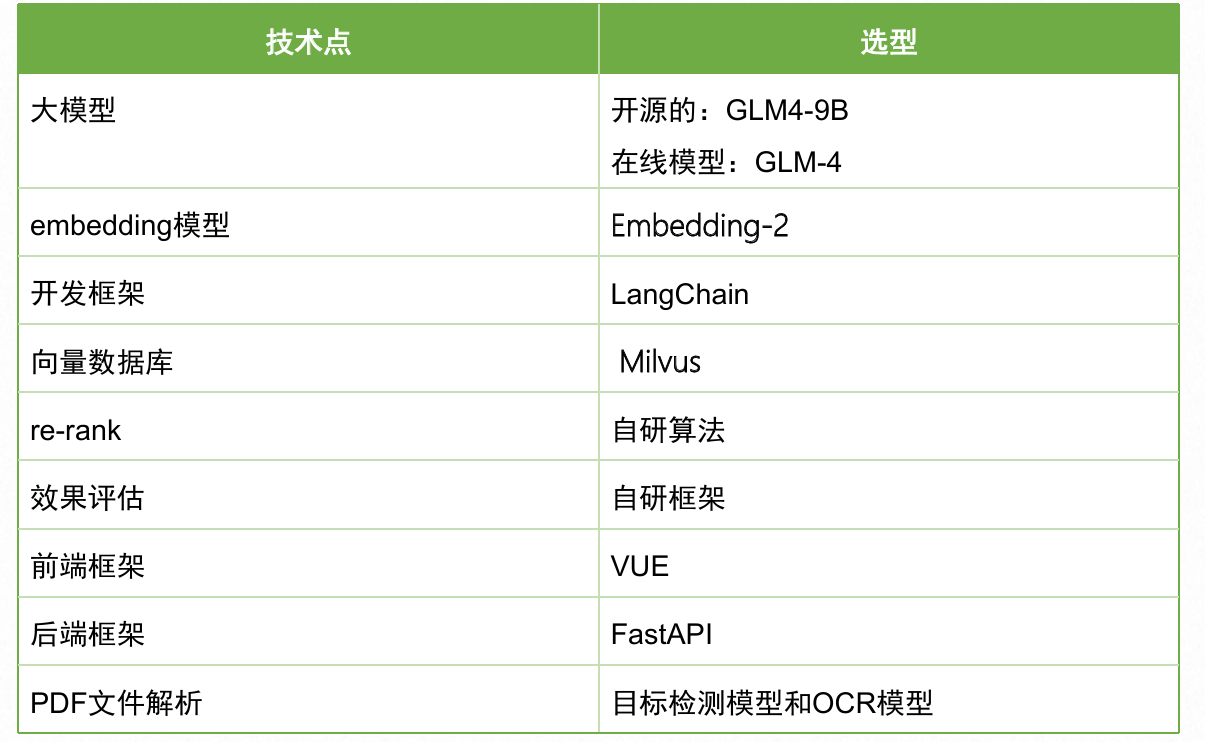 技术点 选型
大模型 开源的：GLM4-9B
在线模型：GLM-4
embedding模型 Embedding-2
开发框架 LangChain
向量数据库 Milvus
re-rank 自研算法
效果评估 自研框架
前端框架 VUE
后端框架 FastAPI
PDF文件解析 目标检测模型和OCR模型